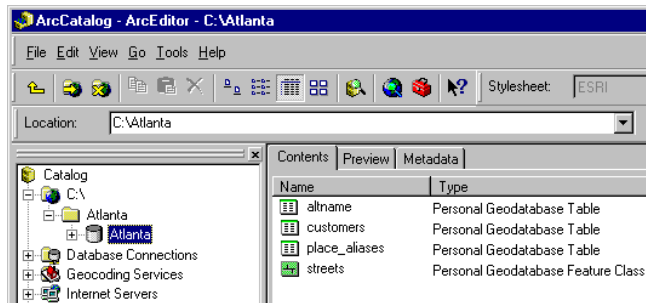 ArcCatalog - ArcEditor - C:\Atlanta
File Edit View Go Tools Help
Stylesheet: ESRI
Location: C:\Atlanta
Contents Preview Metadata
Catalog
C:\
Atlanta
Atlanta
Database Connections
Geocoding Services
Internet Servers
Name Type
altname Personal Geodatabase Table
customers Personal Geodatabase Table
place_aliases Personal Geodatabase Table
streets Personal Geodatabase Feature Class